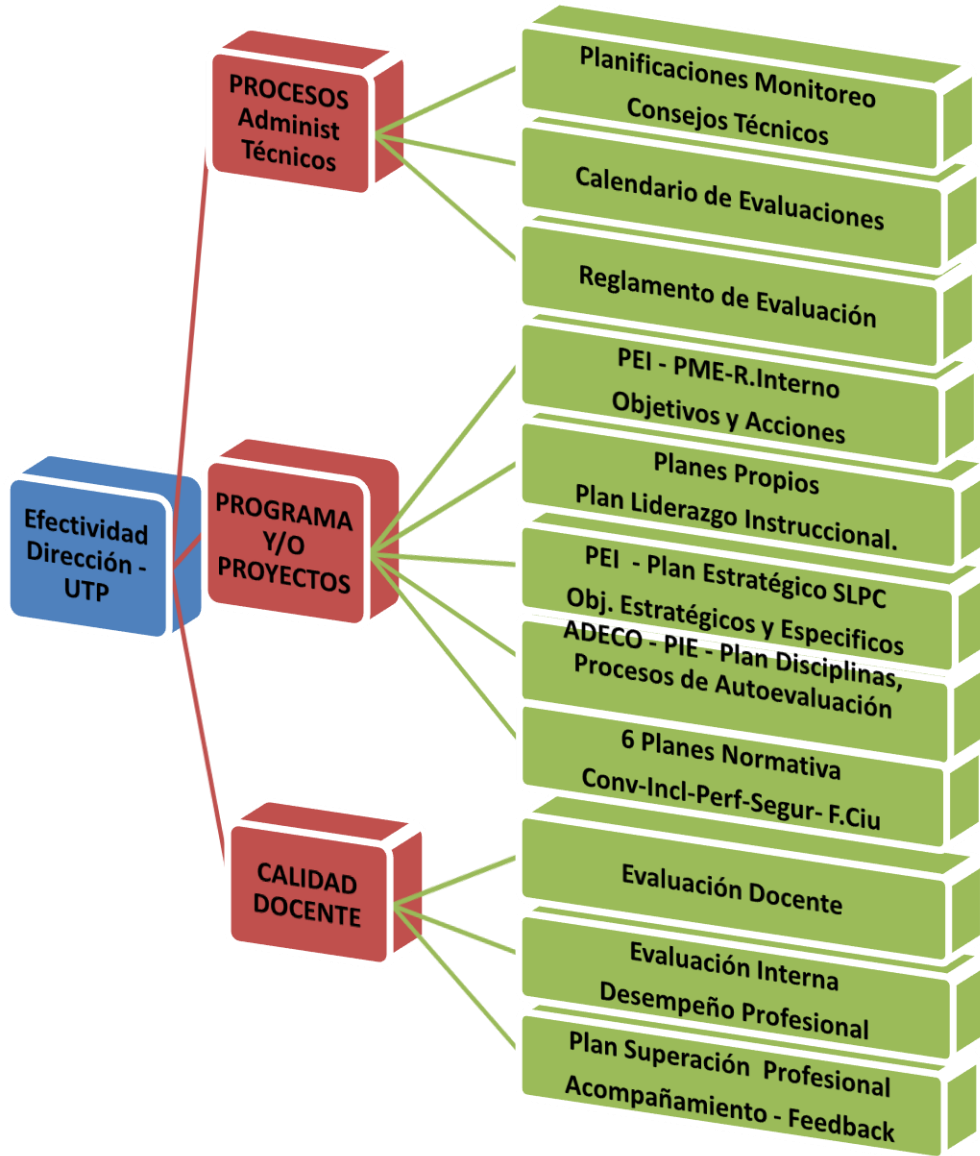 Efectividad
Dirección -
UTP
PROCESOS
Administ
Técnicos
Planificaciones Monitoreo
Consejos Técnicos
Calendario de Evaluaciones
Reglamento de Evaluación
PROGRAMA
Y/O
PROYECTOS
PEI - PME-R.Interno
Objetivos y Acciones
Planes Propios
Plan Liderazgo Instruccional.
PEI - Plan Estratégico SLPC
Obj. Estratégicos y Especificos
ADECO - PIE - Plan Disciplinas,
Procesos de Autoevaluación
6 Planes Normativa
Conv-Incl-Perf-Segur- F.Ciu
CALIDAD
DOCENTE
Evaluación Docente
Evaluación Interna
Desempeño Profesional
Plan Superación Profesional
Acompañamiento - Feedback